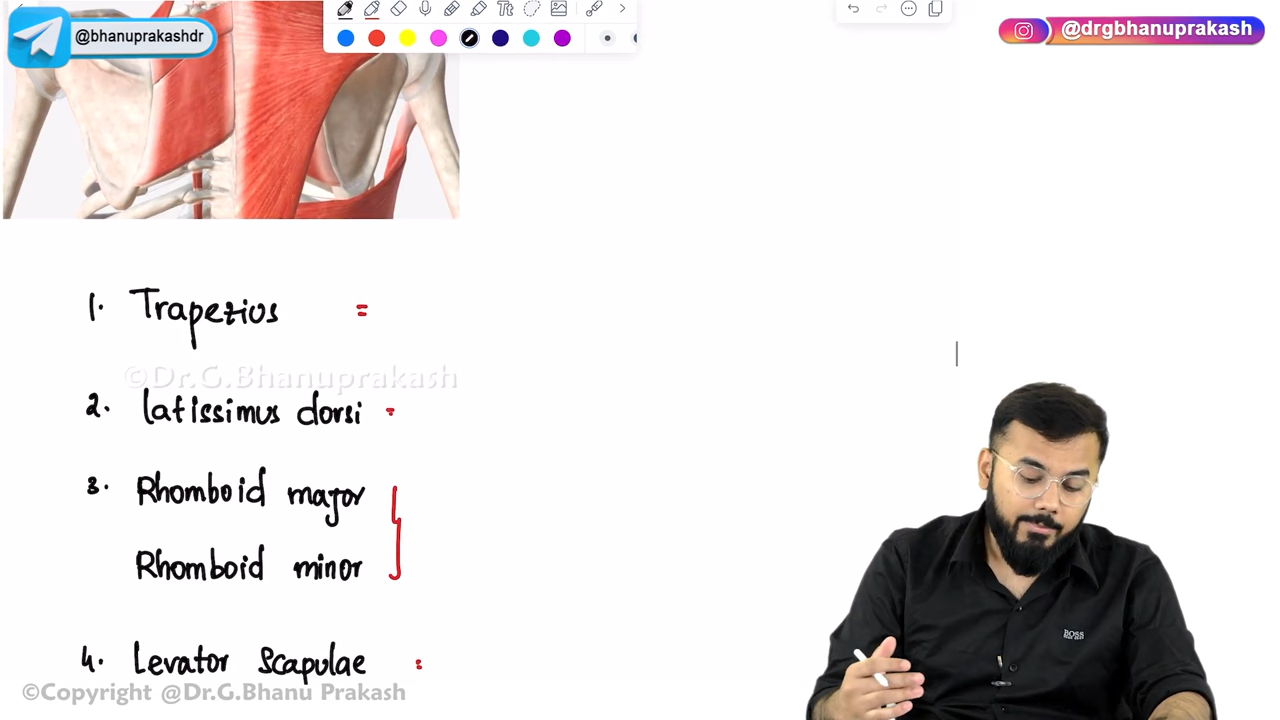 @bhanuprakashdr
Tt
@drgbhanuprakash
1. Trapezius =
©Dr.G.Bhanuprakash
2. latissimus dorsi =
3. Rhomboid major
Rhomboid minor
4. Levator Scapulae :
BOSS
©Copyright @Dr.G.Bhanu Prakash